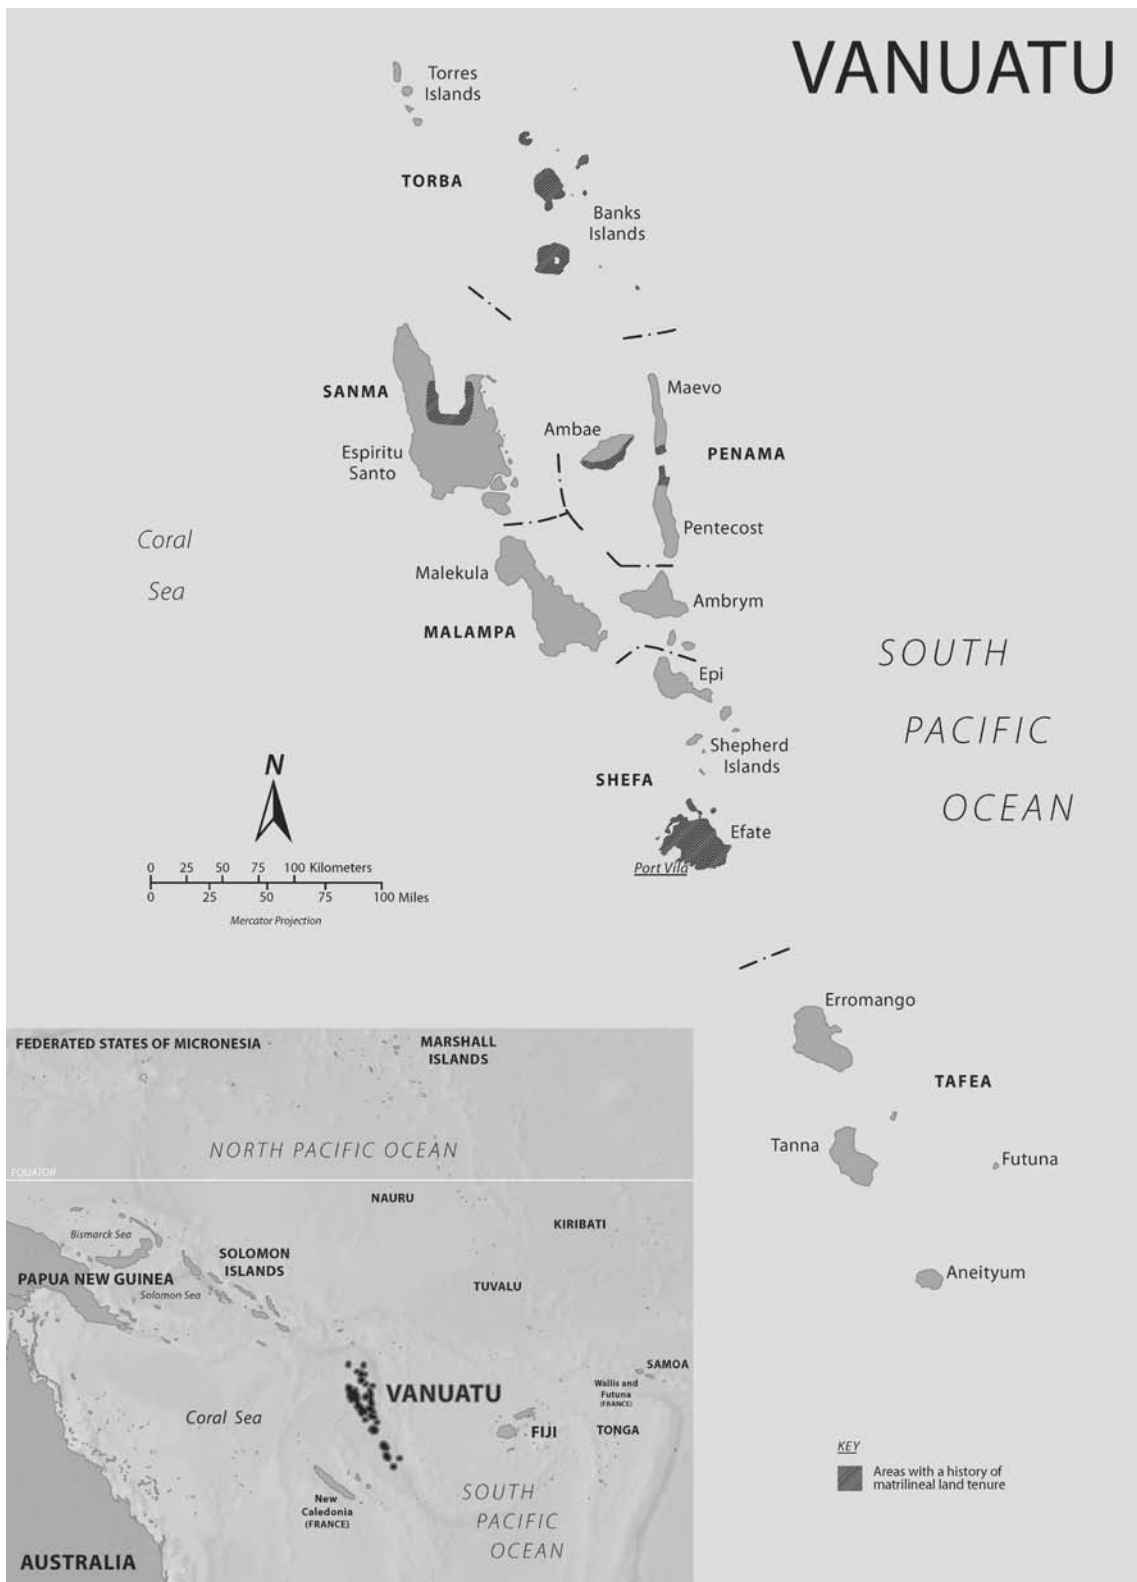 VANUATU
Torres
Islands
TORBA
Banks
Islands
SANMA
Maevo
Ambae
PENAMA
Espiritu
Santo
Pentecost
Coral
Sea
Malekula
Ambrym
MALAMPA
SOUTH
PACIFIC
OCEAN
Epi
Shepherd
Islands
SHEFA
Efate
Port Vila
N
0 25 50 75 100 Kilometers
0 25 50 75 100 Miles
Mercator Projection
Erromango
TAFEA
Tanna
Futuna
Aneityum
KEY
Areas with a history of
matrilineal land tenure
FEDERATED STATES OF MICRONESIA
MARSHALL
ISLANDS
NORTH PACIFIC OCEAN
EQUATOR
NAURU
KIRIBATI
Bismarck Sea
SOLOMON
ISLANDS
PAPUA NEW GUINEA
Solomon Sea
TUVALU
SAMOA
Wallis and
Futuna
(FRANCE)
VANUATU
Coral Sea
FIJI
TONGA
New
Caledonia
(FRANCE)
SOUTH
PACIFIC
OCEAN
AUSTRALIA